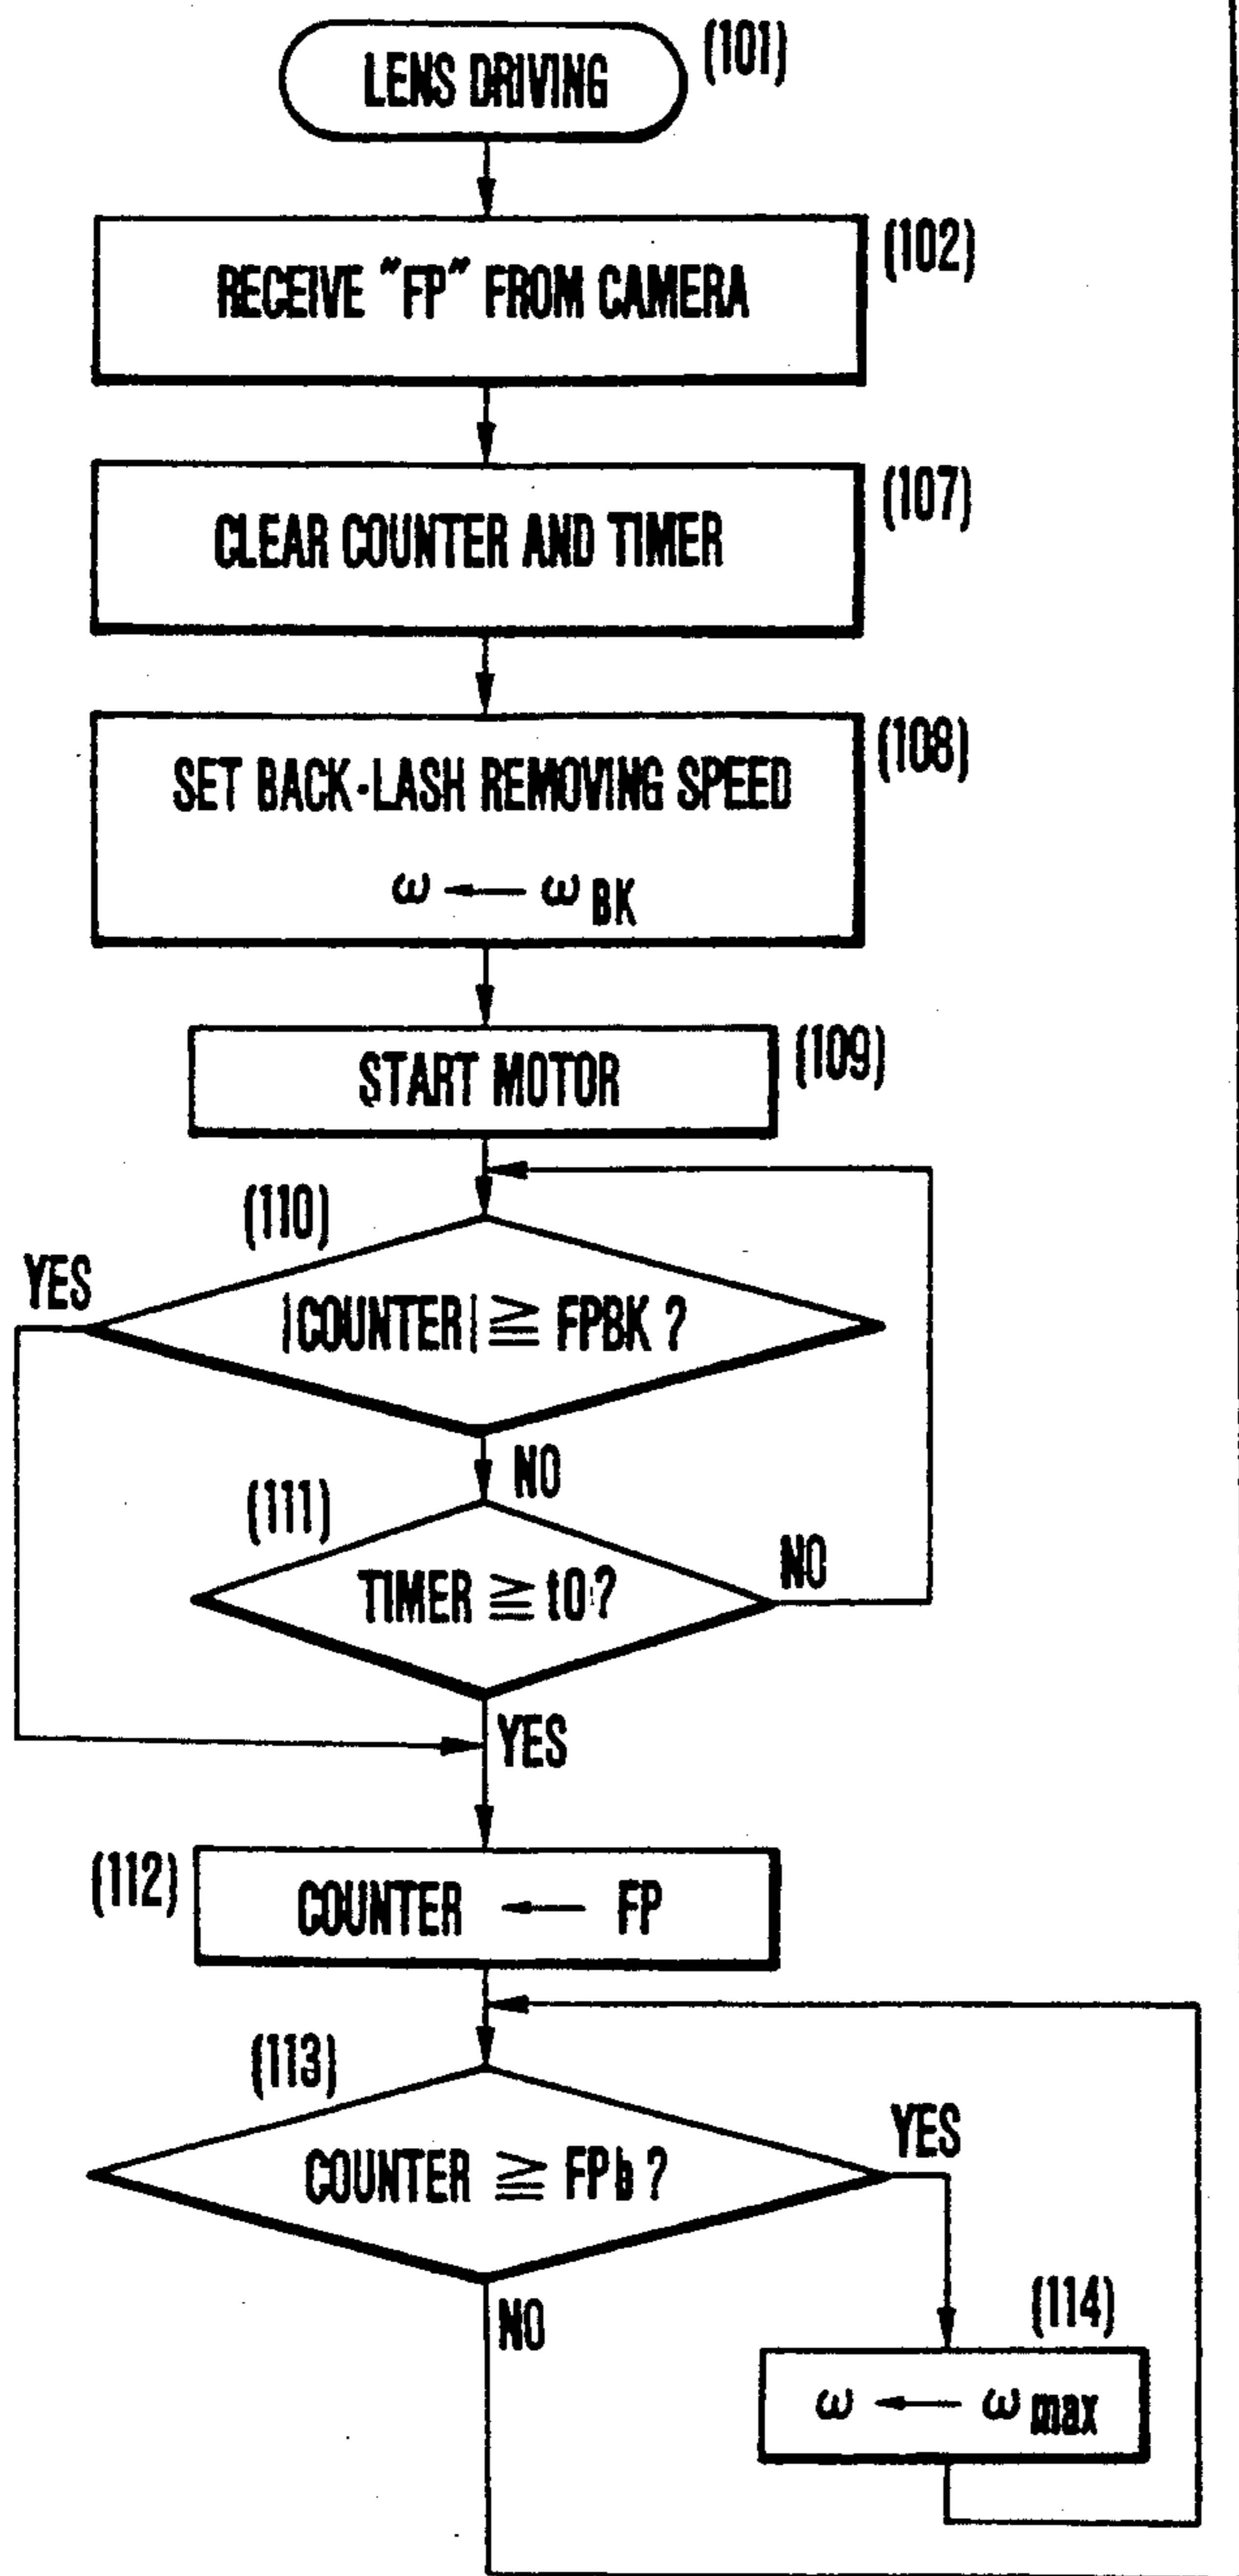 LENS DRIVING
(101)
RECEIVE "FP" FROM CAMERA
(102)
CLEAR COUNTER AND TIMER
(107)
SET BACK-LASH REMOVING SPEED
ω ← ω BK
(108)
START MOTOR
(109)
(110)
YES
|COUNTER| ≧ FPBK ?
NO
(111)
TIMER ≧ t0 ?
NO
YES
(112)
COUNTER ← FP
(113)
COUNTER ≧ FPb ?
YES
NO
(114)
ω ← ω max